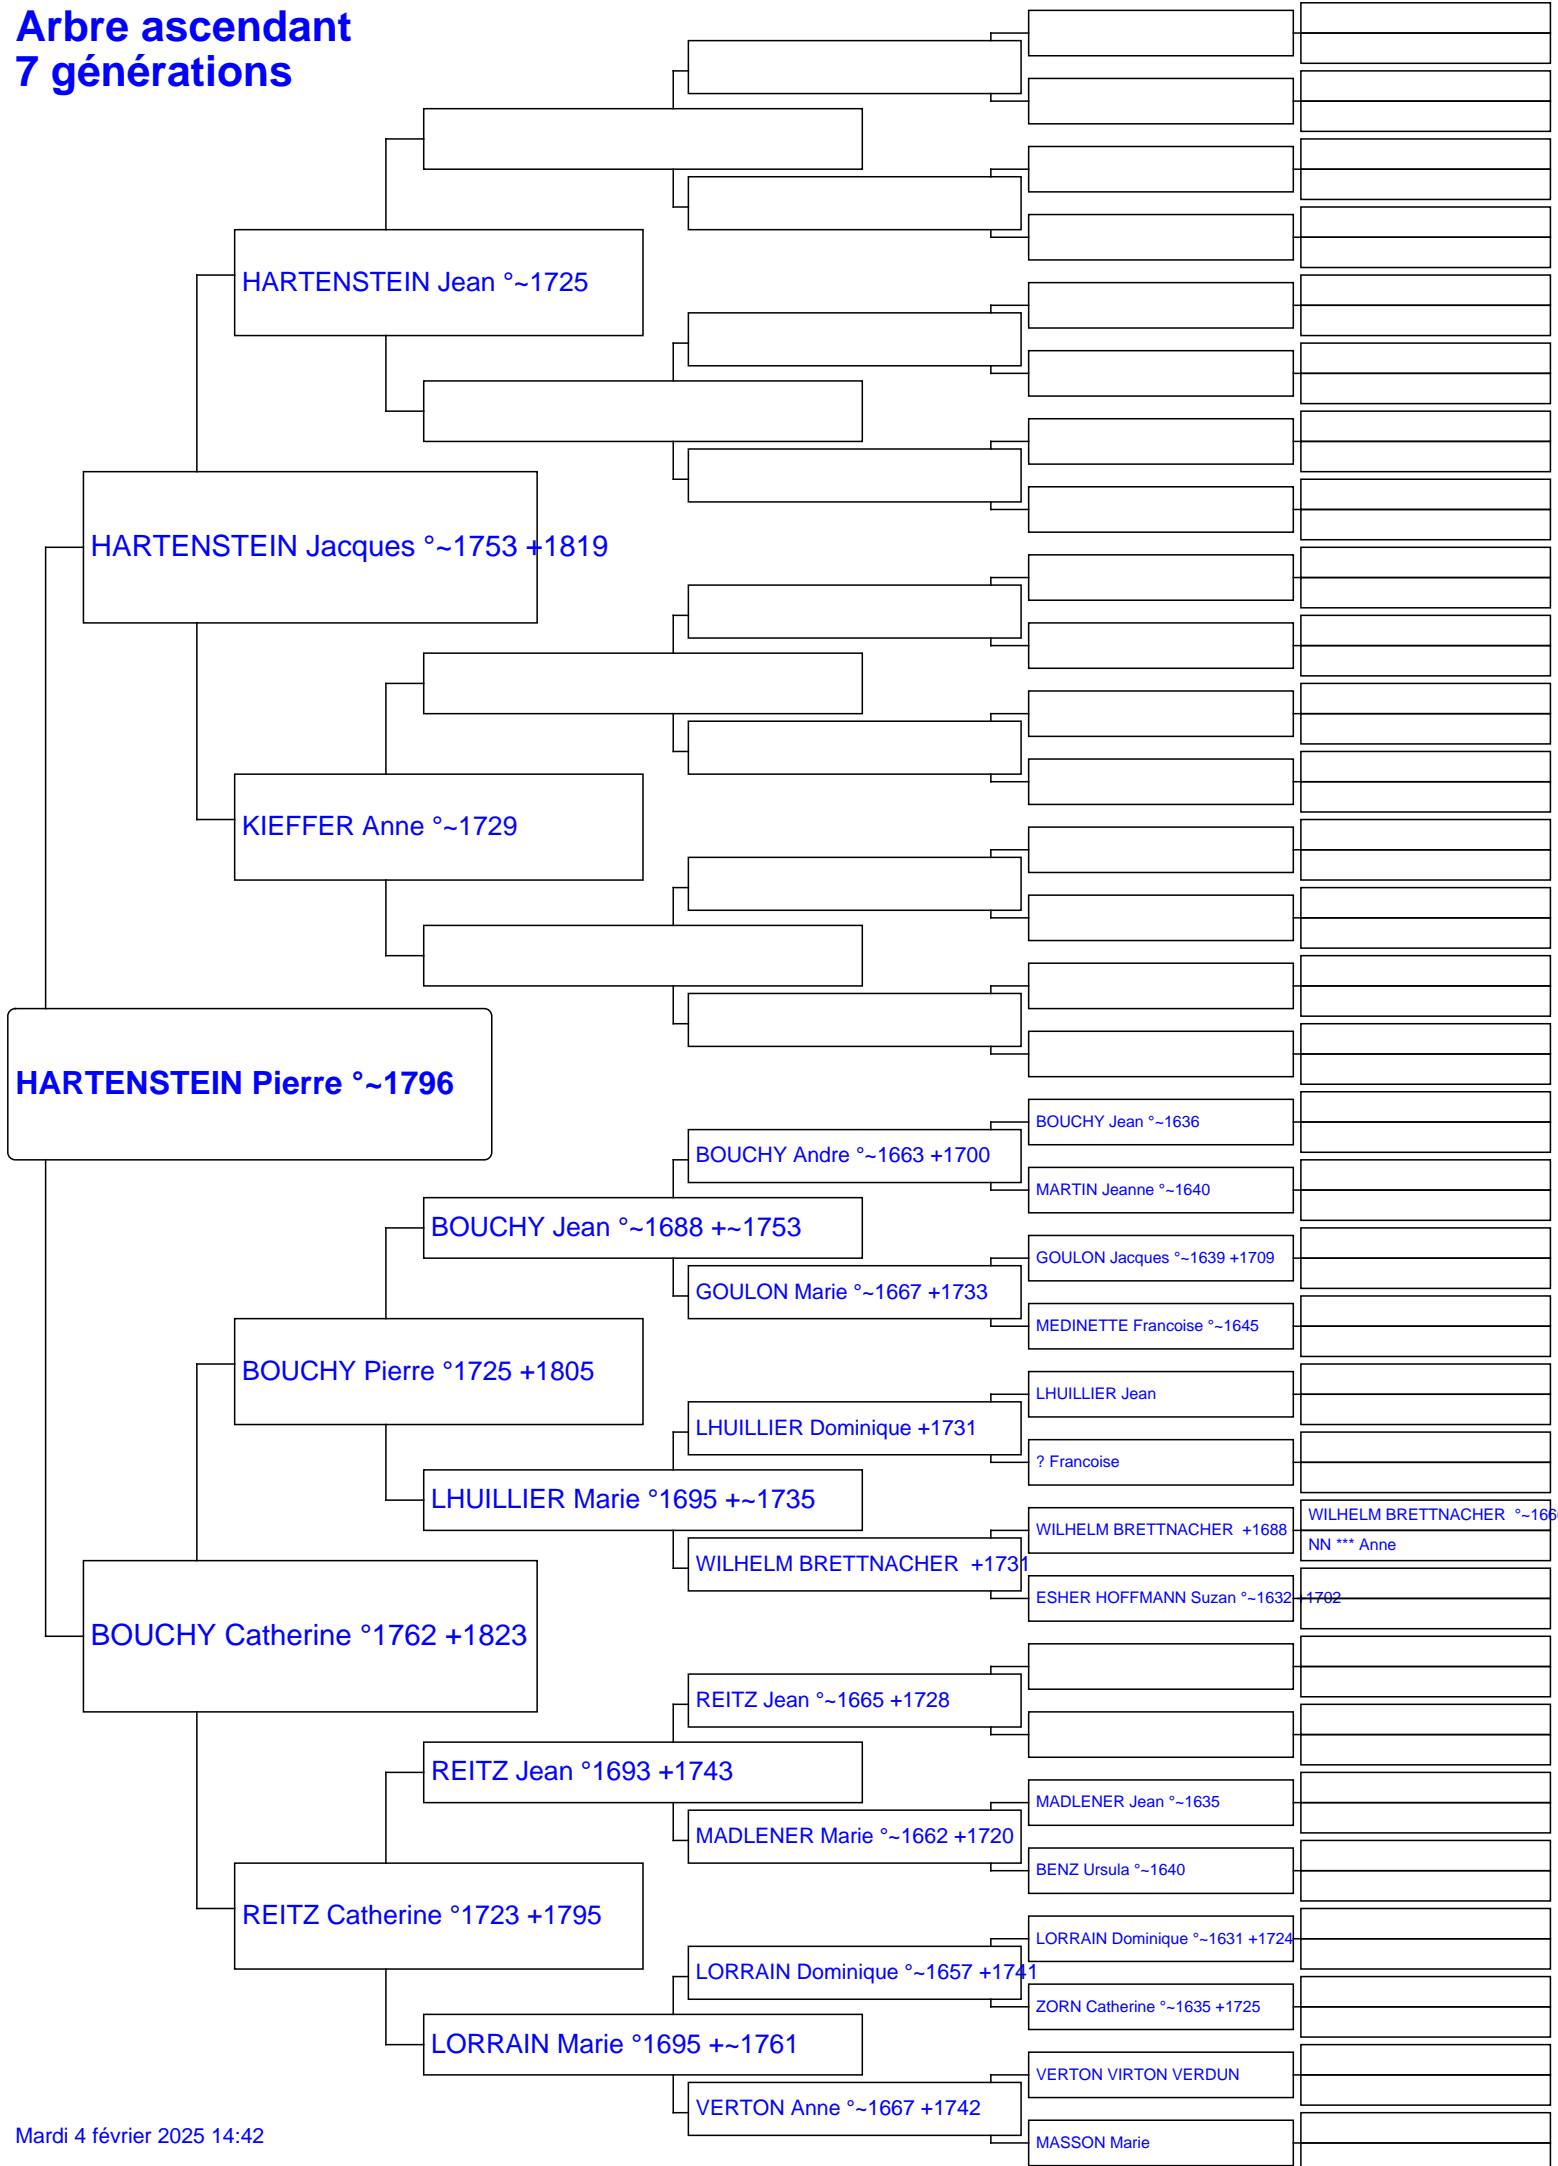 Arbre ascendant
7 générations
HARTENSTEIN Jean °~1725
HARTENSTEIN Jacques °~1753 +1819
KIEFFER Anne °~1729
HARTENSTEIN Pierre °~1796
BOUCHY Jean °~1636
BOUCHY Andre °~1663 +1700
MARTIN Jeanne °~1640
BOUCHY Jean °~1688 +~1753
GOULON Jacques °~1639 +1709
GOULON Marie °~1667 +1733
MEDINETTE Francoise °~1645
BOUCHY Pierre °1725 +1805
LHUILLIER Jean
LHUILLIER Dominique +1731
? Francoise
LHUILLIER Marie °1695 +~1735
WILHELM BRETTNACHER °~166
WILHELM BRETTNACHER +1688
NN *** Anne
WILHELM BRETTNACHER +1731
ESHER HOFFMANN Suzan °~1632 +1702
BOUCHY Catherine °1762 +1823
REITZ Jean °~1665 +1728
REITZ Jean °1693 +1743
MADLENER Jean °~1635
MADLENER Marie °~1662 +1720
BENZ Ursula °~1640
REITZ Catherine °1723 +1795
LORRAIN Dominique °~1631 +1724
LORRAIN Dominique °~1657 +1741
ZORN Catherine °~1635 +1725
LORRAIN Marie °1695 +~1761
VERTON VIRTON VERDUN
VERTON Anne °~1667 +1742
MASSON Marie
Mardi 4 février 2025 14:42